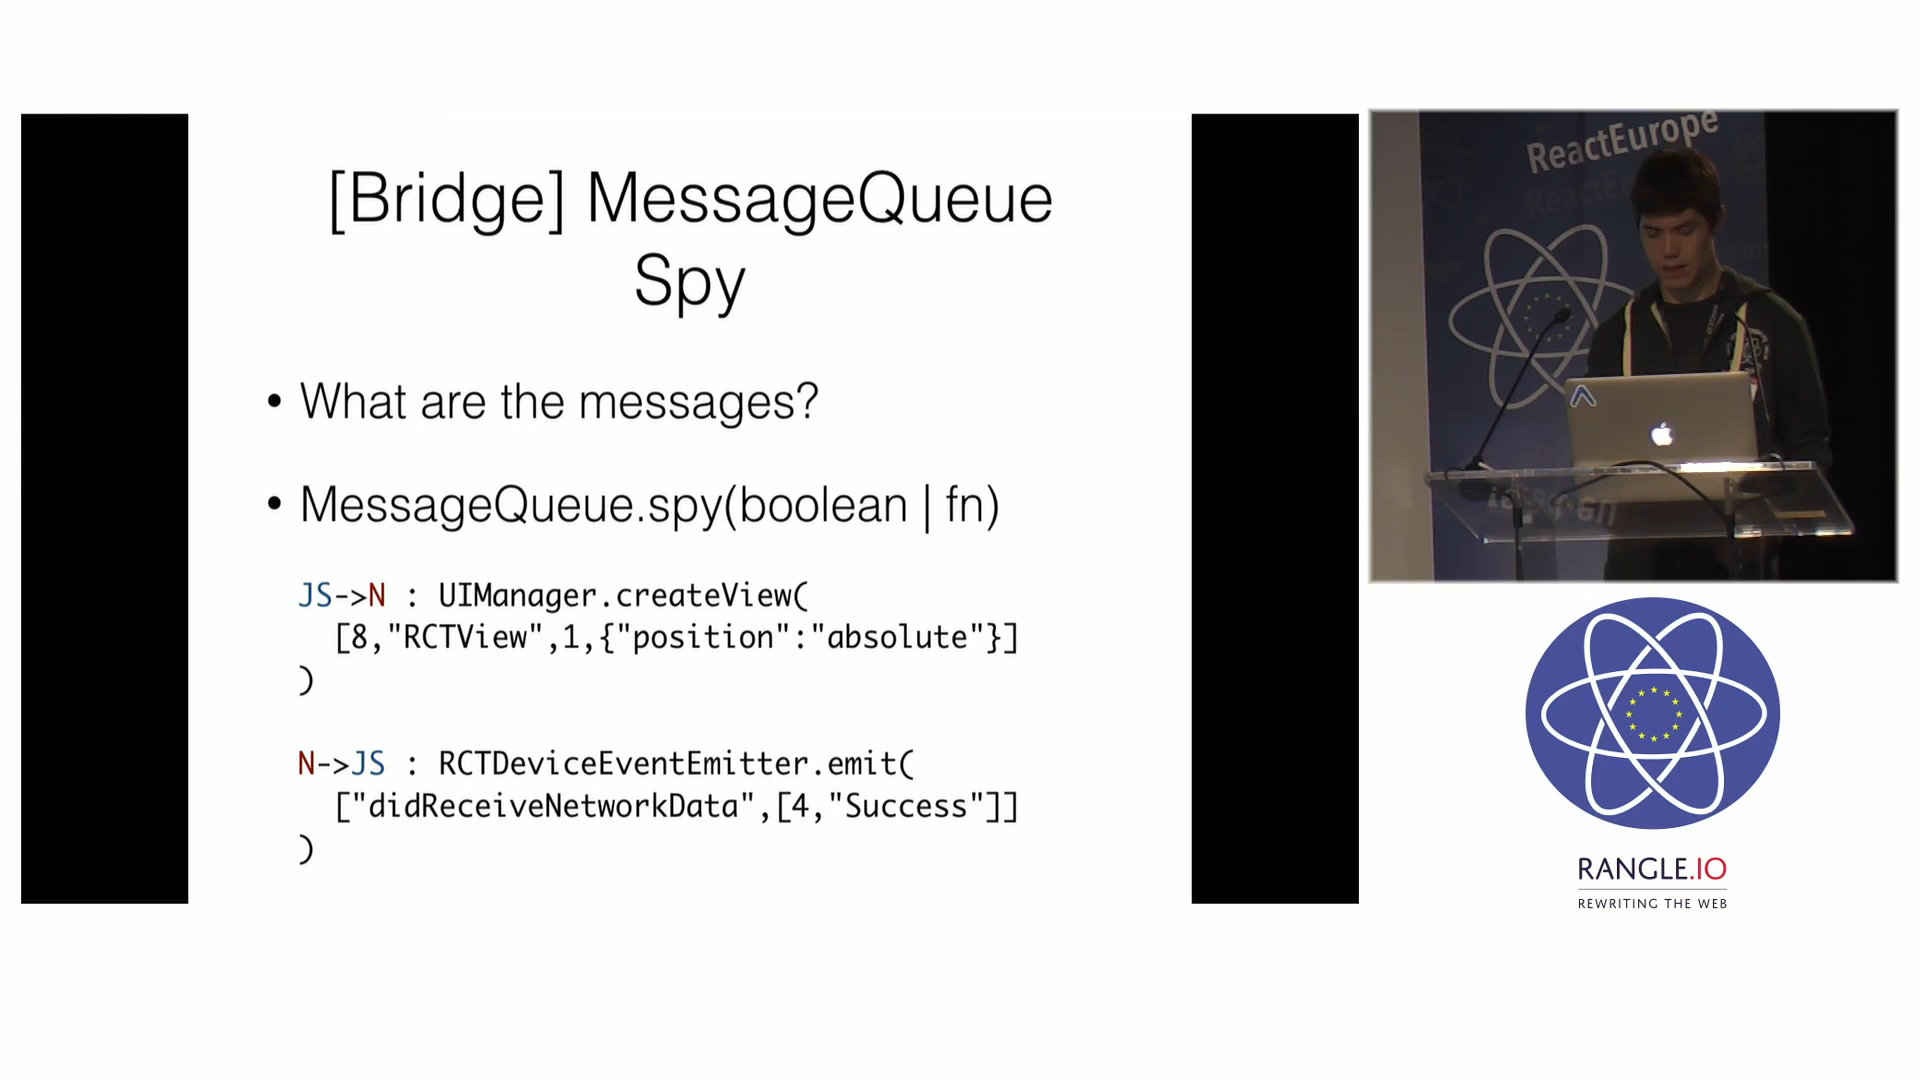 [Bridge] MessageQueue
Spy
• What are the messages?
• MessageQueue.spy(boolean | fn)
JS->N : UIManager.createView(
[8,"RCTView",1,{"position":"absolute"}]
)
N->JS : RCTDeviceEventEmitter.emit(
["didReceiveNetworkData",[4,"Success"]]
)
ReactEurope
RANGLE.IO
REWRITING THE WEB